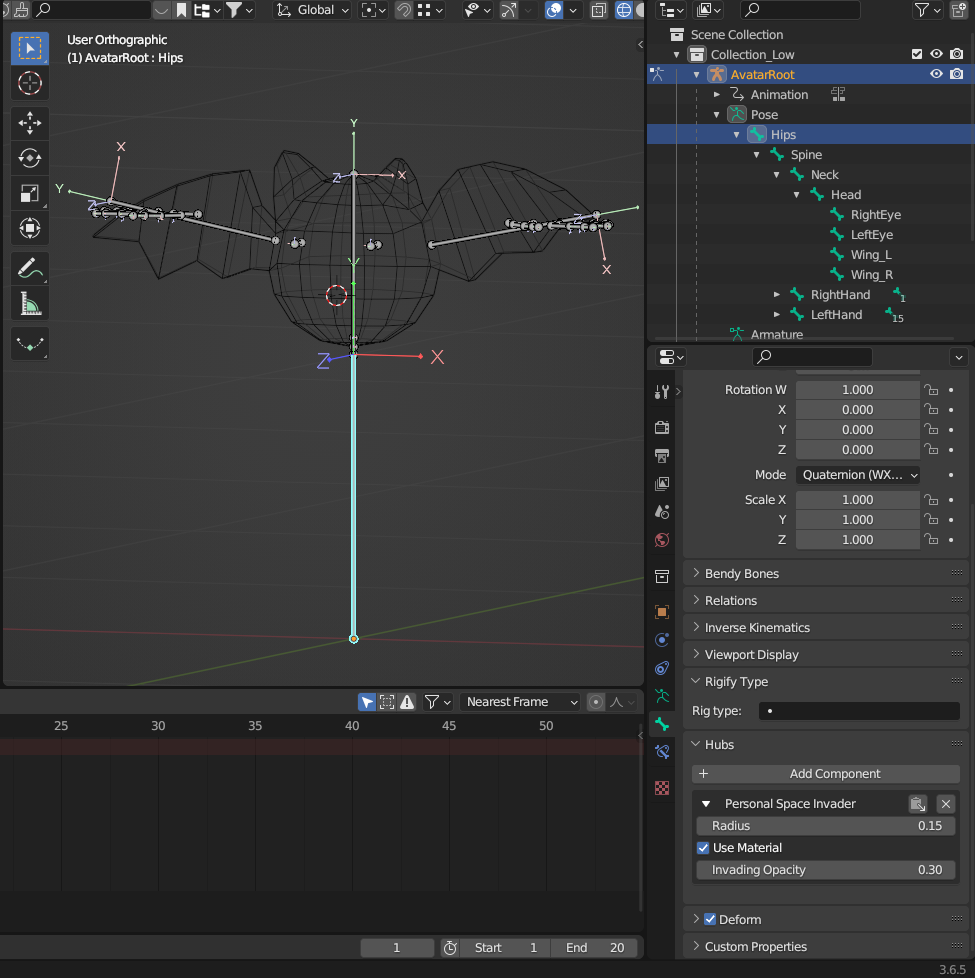 Global
User Orthographic
(1) AvatarRoot : Hips
Y
X
Z
X
Y
Z
Z
X
Y
Z
X
Scene Collection
Collection_Low
AvatarRoot
Animation
Pose
Hips
Spine
Neck
Head
RightEye
LeftEye
Wing_L
Wing_R
RightHand 1
LeftHand 15
Armature
Rotation W 1.000
X 0.000
Y 0.000
Z 0.000
Mode Quaternion (WX...
Scale X 1.000
Y 1.000
Z 1.000
Bendy Bones
Relations
Inverse Kinematics
Viewport Display
Rigify Type
Rig type:
Hubs
+ Add Component
Personal Space Invader
Radius 0.15
Use Material
Invading Opacity 0.30
Deform
Custom Properties
Nearest Frame
25 30 35 40 45 50
1 Start 1 End 20
3.6.5